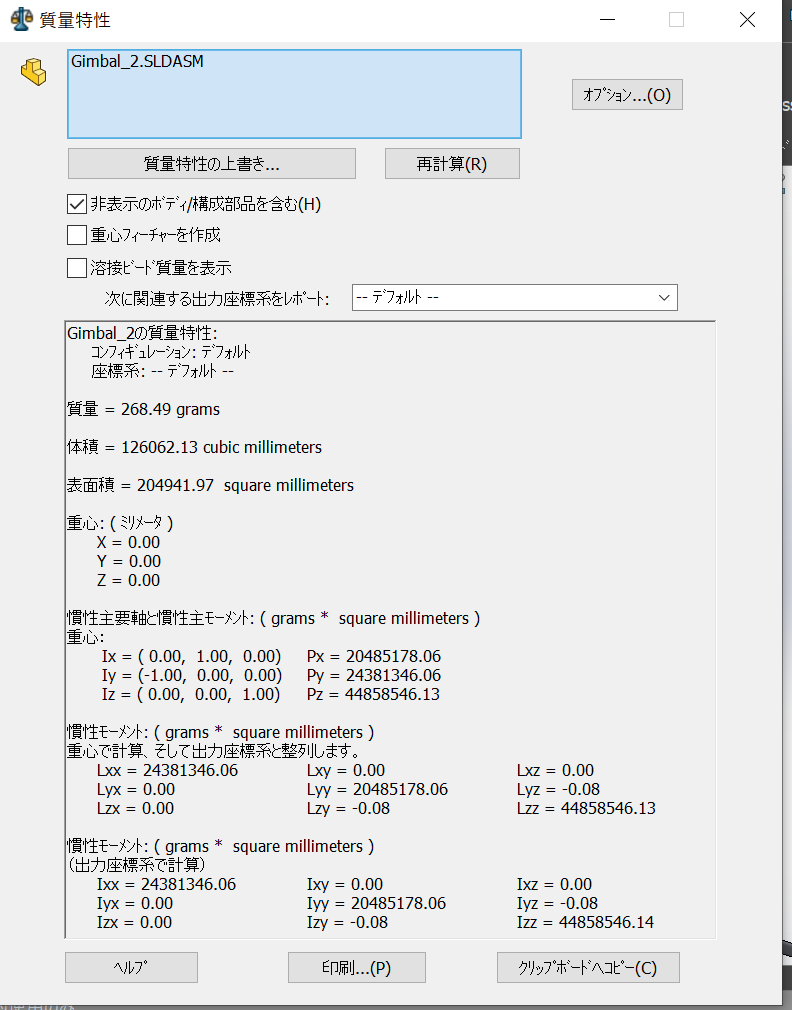 質量特性
Gimbal_2.SLDASM
オプション...(O)
質量特性の上書き...
再計算(R)
非表示のボディ/構成部品を含む(H)
重心フィーチャーを作成
溶接ビード質量を表示
次に関連する出力座標系をレポート:
-- デフォルト --
Gimbal_2の質量特性:
コンフィギュレーション: デフォルト
座標系: -- デフォルト --
質量 = 268.49 grams
体積 = 126062.13 cubic millimeters
表面積 = 204941.97 square millimeters
重心: ( ミリメータ )
X = 0.00
Y = 0.00
Z = 0.00
慣性主要軸と慣性主モーメント: ( grams * square millimeters )
重心:
Ix = ( 0.00, 1.00, 0.00) Px = 20485178.06
Iy = (-1.00, 0.00, 0.00) Py = 24381346.06
Iz = ( 0.00, 0.00, 1.00) Pz = 44858546.13
慣性モーメント: ( grams * square millimeters )
重心で計算、そして出力座標系と整列します。
Lxx = 24381346.06 Lxy = 0.00 Lxz = 0.00
Lyx = 0.00 Lyy = 20485178.06 Lyz = -0.08
Lzx = 0.00 Lzy = -0.08 Lzz = 44858546.13
慣性モーメント: ( grams * square millimeters )
(出力座標系で計算)
Ixx = 24381346.06 Ixy = 0.00 Ixz = 0.00
Iyx = 0.00 Iyy = 20485178.06 Iyz = -0.08
Izx = 0.00 Izy = -0.08 Izz = 44858546.14
ヘルプ
印刷...(P)
クリップボードへコピー(C)